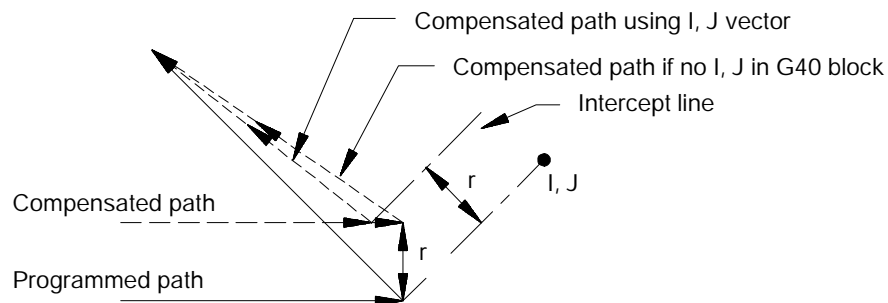 Compensated path using I, J vector
Compensated path if no I, J in G40 block
Intercept line
r
I, J
Compensated path
r
Programmed path